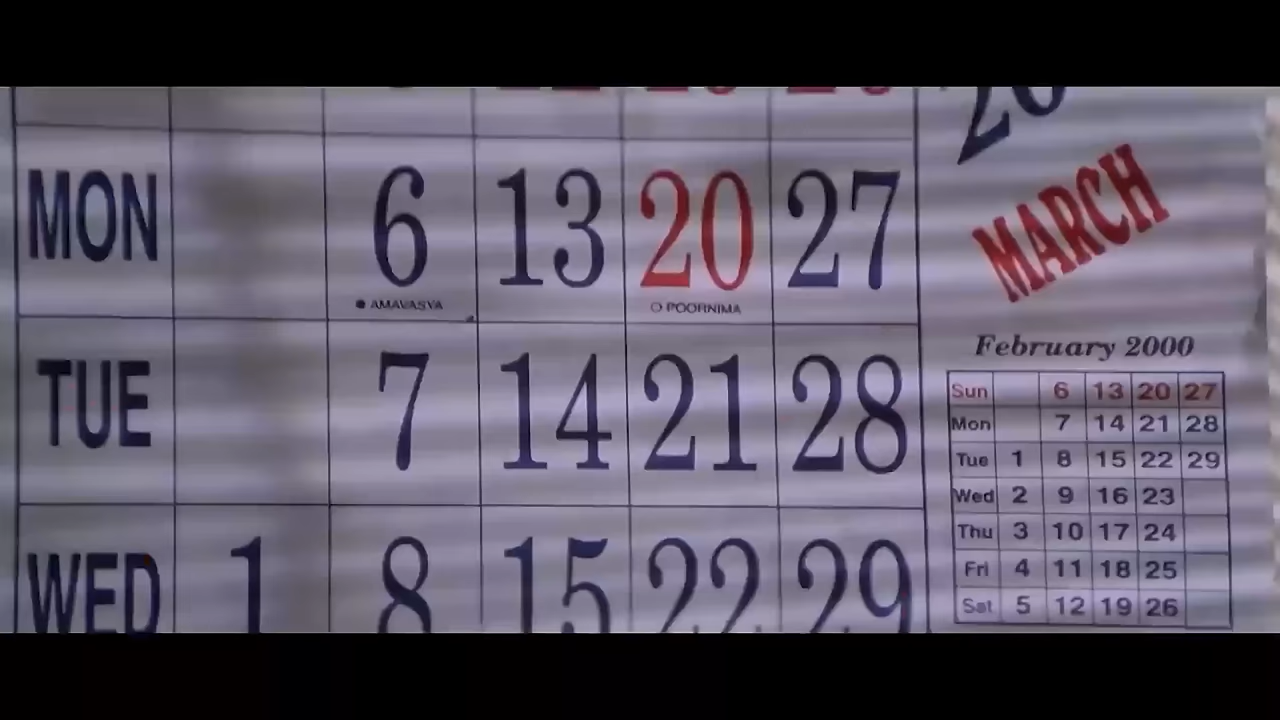 20
MARCH
MON 6 13 20 27
● AMAVASYA ○ POORNIMA
TUE 7 14 21 28
WED 1 8 15 22 29
February 2000
Sun 6 13 20 27
Mon 7 14 21 28
Tue 1 8 15 22 29
Wed 2 9 16 23
Thu 3 10 17 24
Fri 4 11 18 25
Sat 5 12 19 26